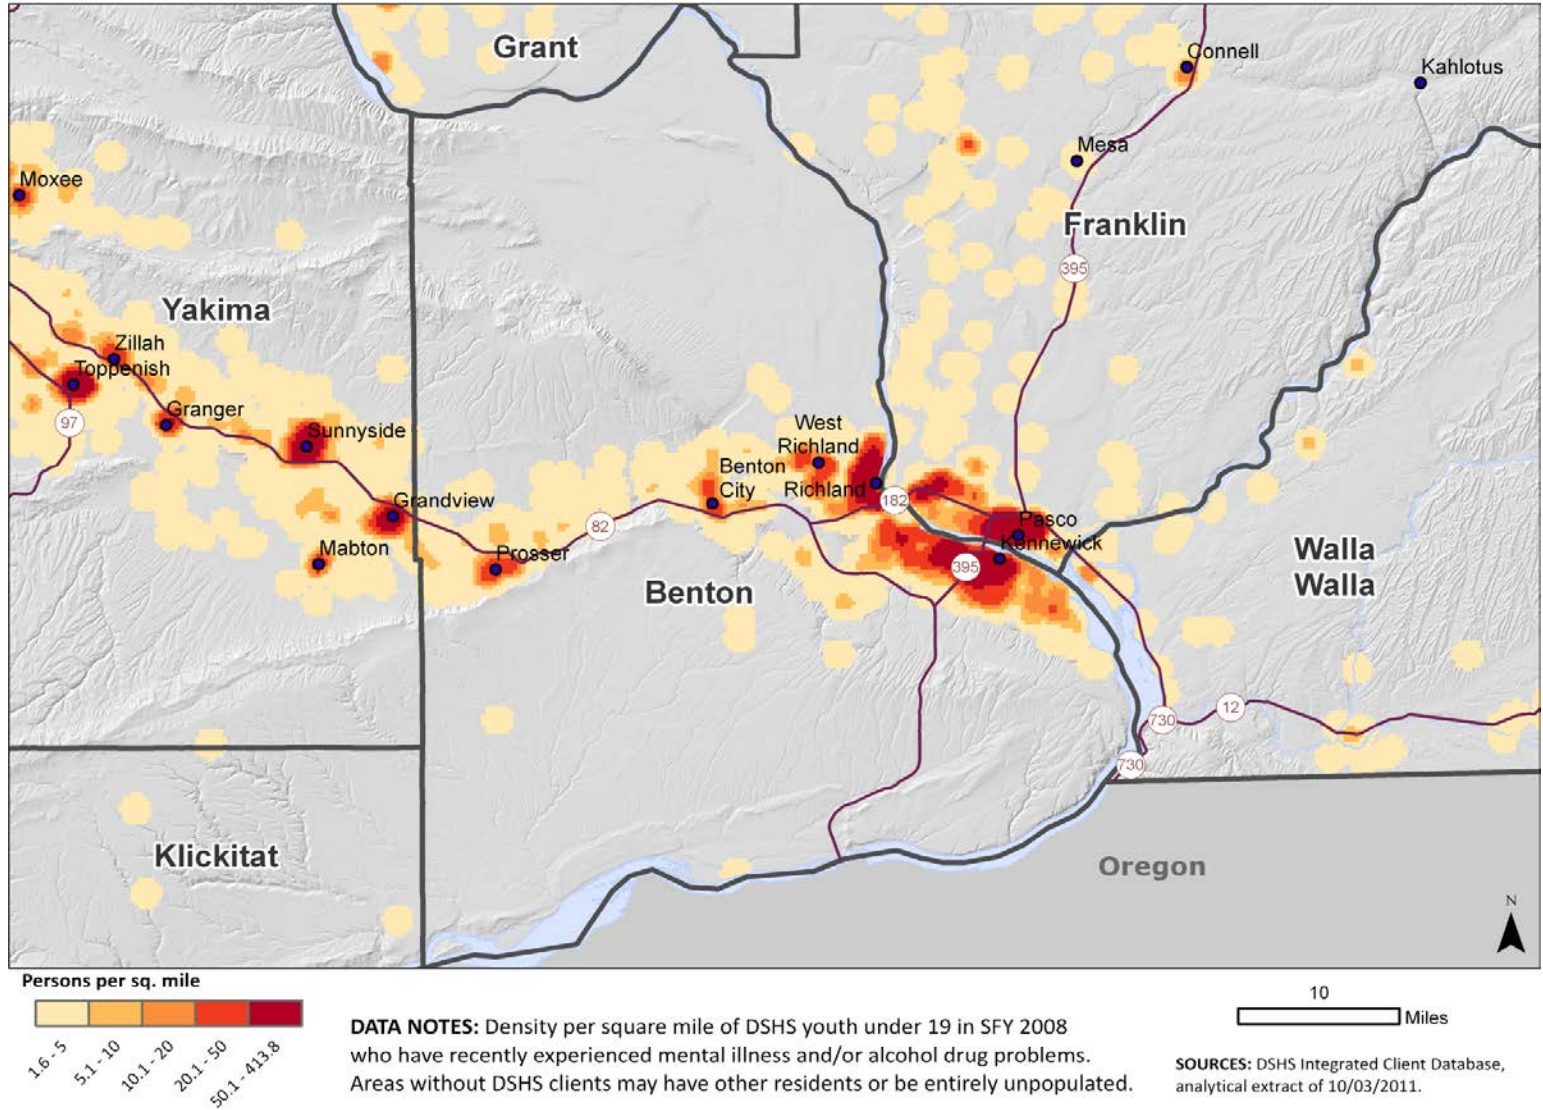 Grant
Connell
Kahlotus
Mesa
Moxee
Franklin
395
Yakima
Zillah
Toppenish
Granger
97
Sunnyside
West
Richland
Benton
City
Richland
Grandview
182
82
Pasco
Kennewick
Mabton
Prosser
395
Walla
Walla
Benton
12
730
730
Klickitat
Oregon
N
Persons per sq. mile
1.6 - 5
5.1 - 10
10.1 - 20
20.1 - 50
50.1 - 413.8
DATA NOTES: Density per square mile of DSHS youth under 19 in SFY 2008
who have recently experienced mental illness and/or alcohol drug problems.
Areas without DSHS clients may have other residents or be entirely unpopulated.
10
Miles
SOURCES: DSHS Integrated Client Database,
analytical extract of 10/03/2011.